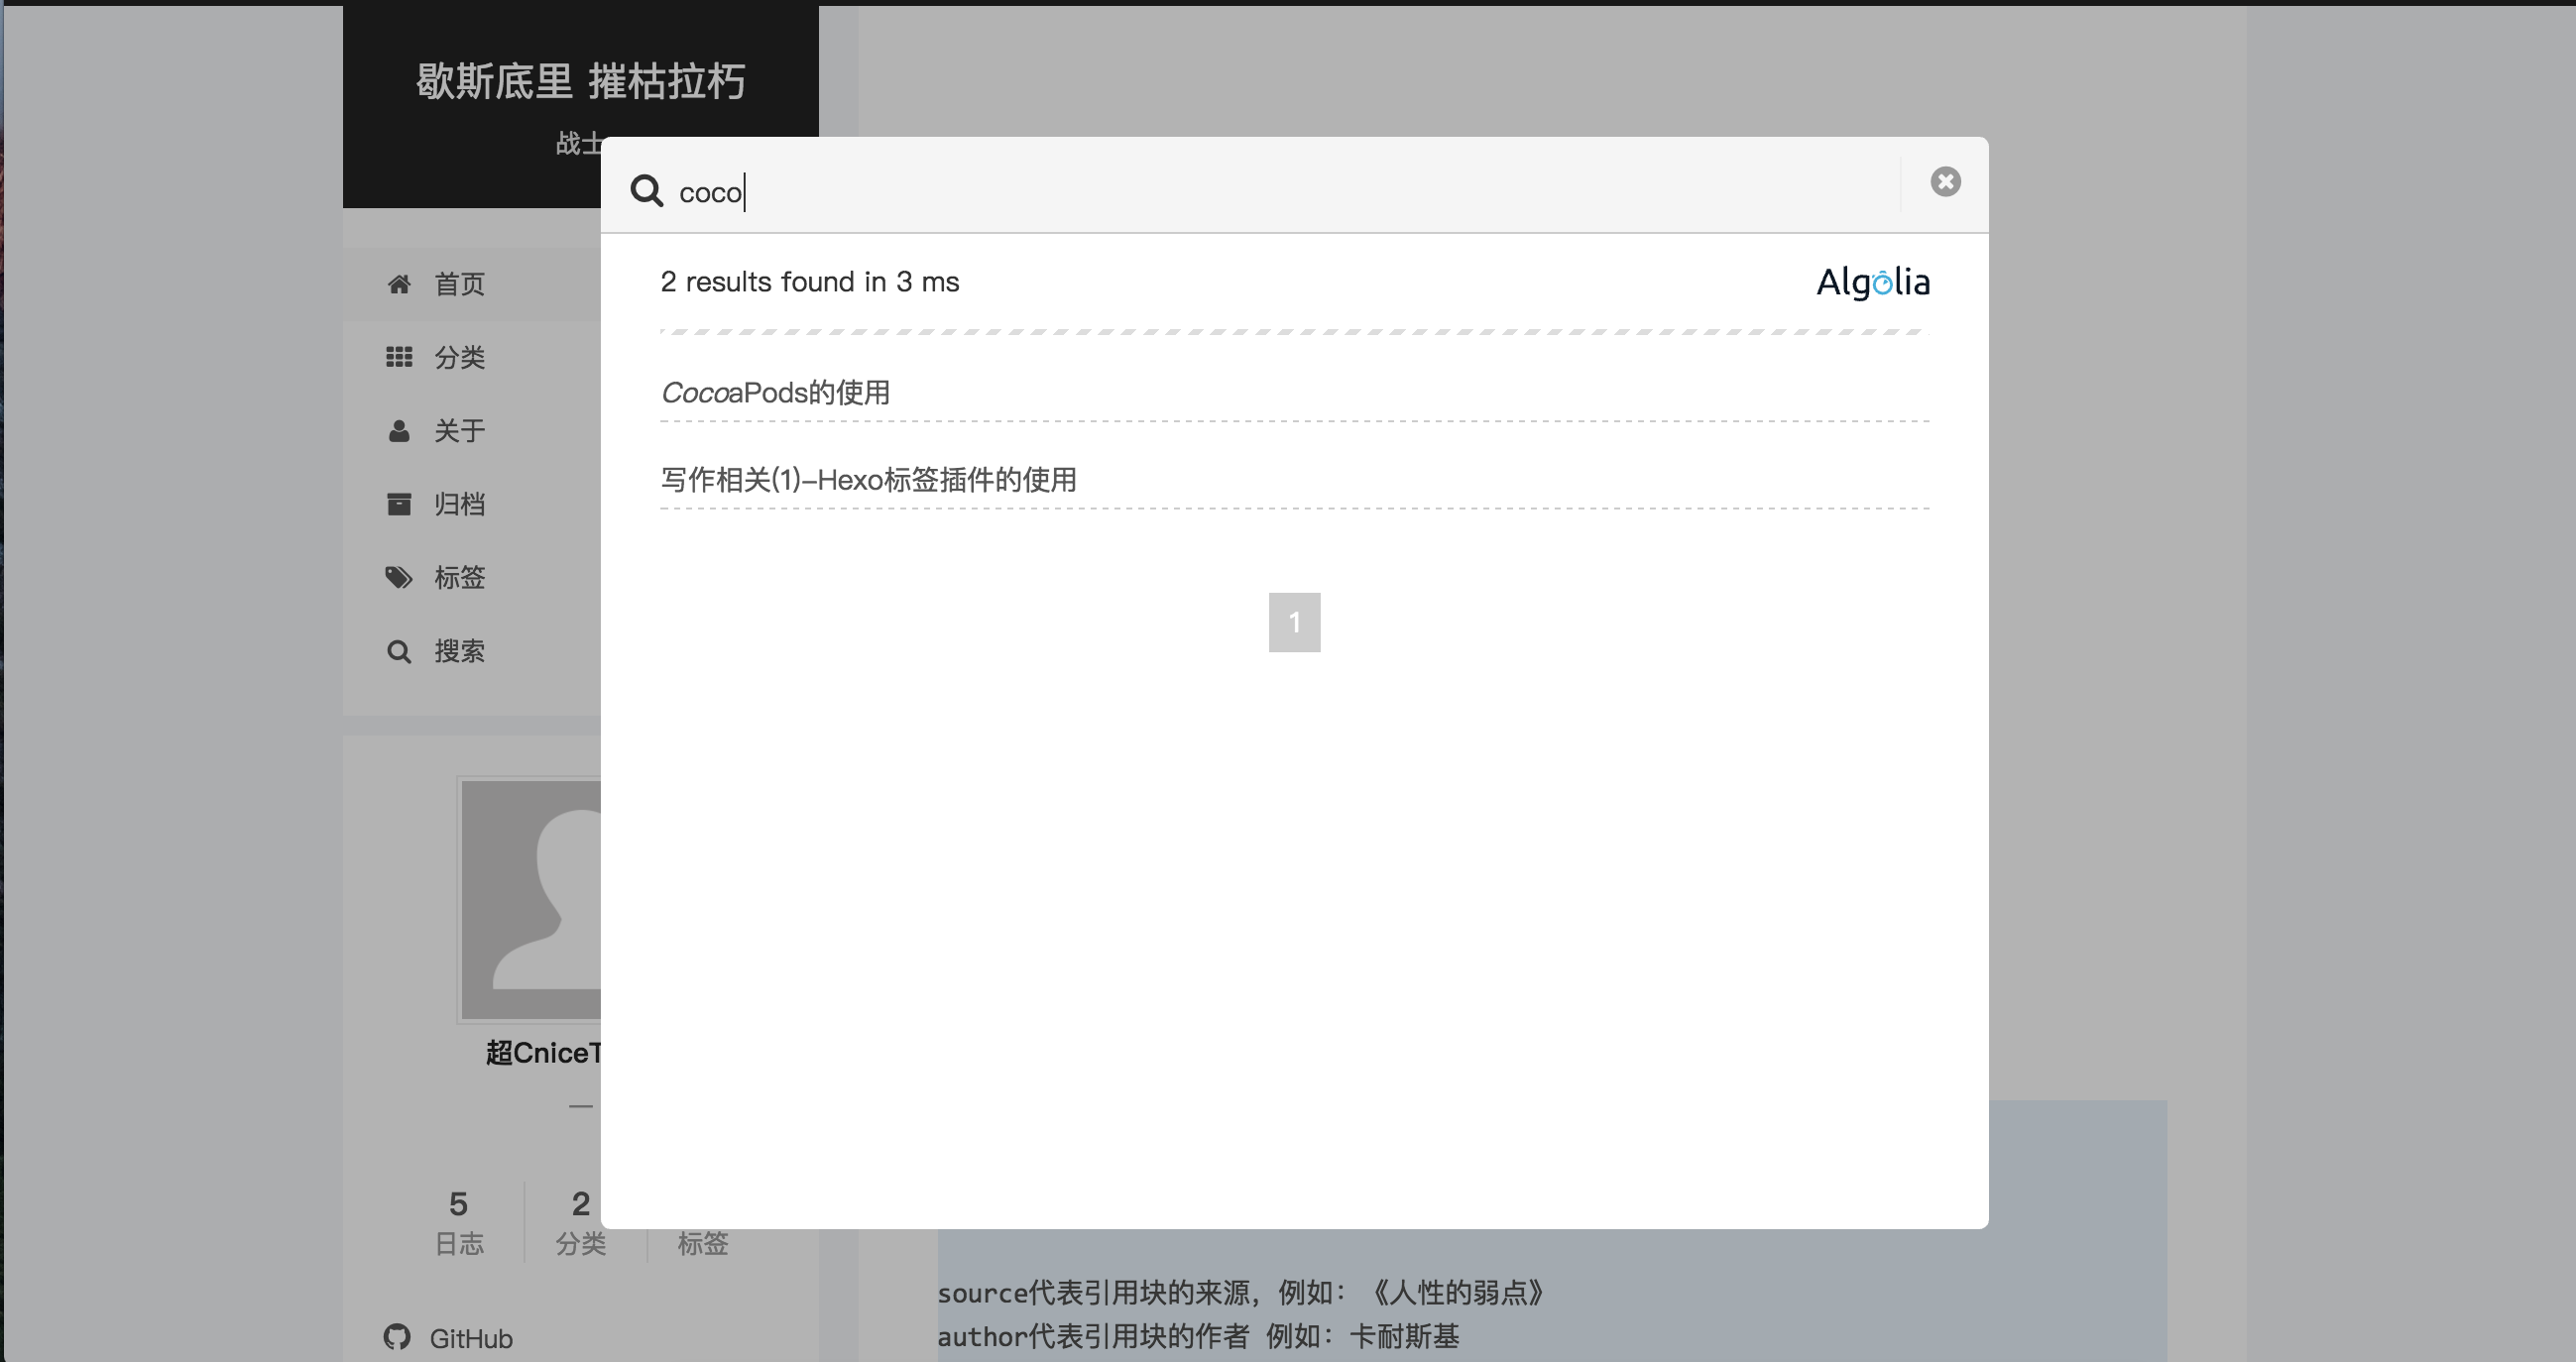 歇斯底里 摧枯拉朽
战士
coco
2 results found in 3 ms
Algolia
CocoaPods的使用
写作相关(1)–Hexo标签插件的使用
1
首页
分类
关于
归档
标签
搜索
超CniceT
—
5
日志
2
分类
标签
GitHub
source代表引用块的来源，例如：《人性的弱点》
author代表引用块的作者 例如：卡耐斯基